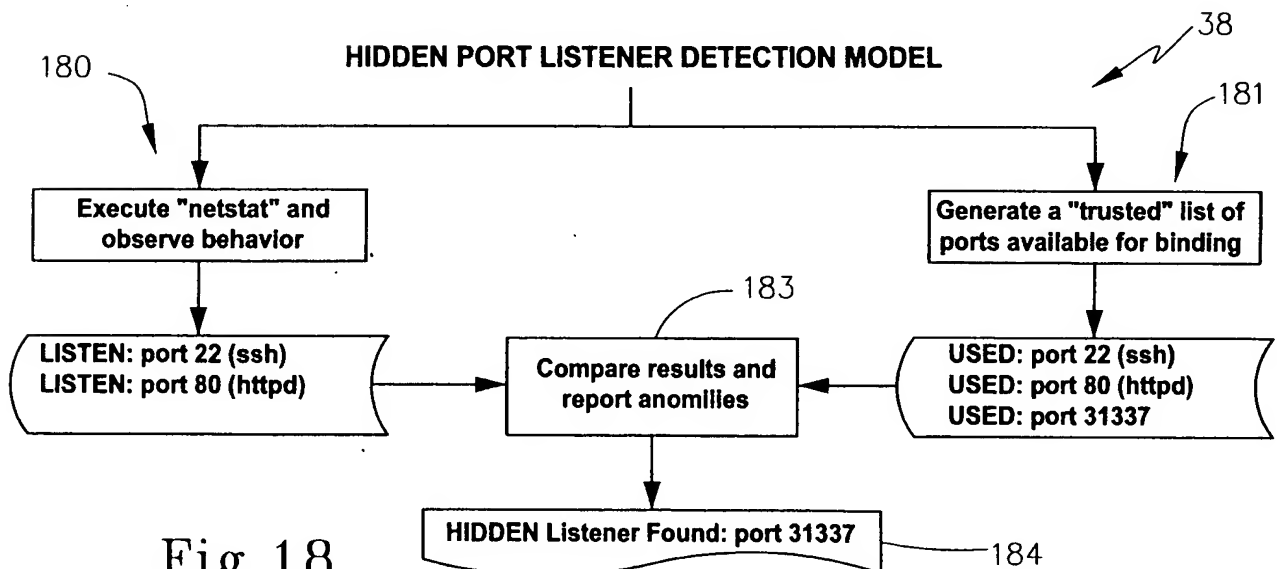 38
HIDDEN PORT LISTENER DETECTION MODEL
180
181
Execute "netstat" and
observe behavior
Generate a "trusted" list of
ports available for binding
183
LISTEN: port 22 (ssh)
LISTEN: port 80 (httpd)
Compare results and
report anomilies
USED: port 22 (ssh)
USED: port 80 (httpd)
USED: port 31337
HIDDEN Listener Found: port 31337
184
Fig 18